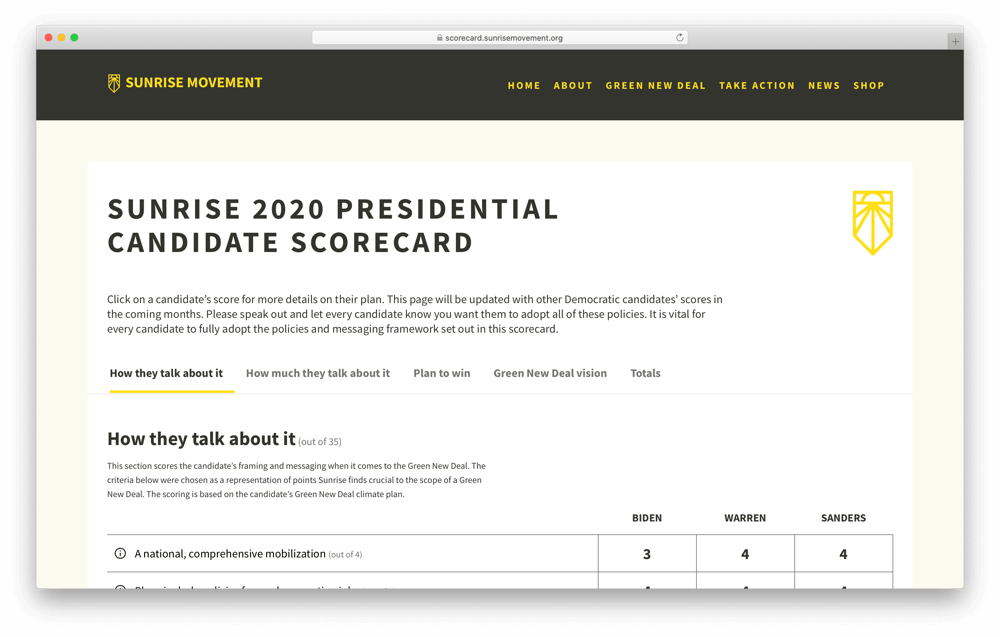 scorecard.sunrisemovement.org
SUNRISE MOVEMENT
HOME ABOUT GREEN NEW DEAL TAKE ACTION NEWS SHOP
SUNRISE 2020 PRESIDENTIAL
CANDIDATE SCORECARD
Click on a candidate's score for more details on their plan. This page will be updated with other Democratic candidates' scores in
the coming months. Please speak out and let every candidate know you want them to adopt all of these policies. It is vital for
every candidate to fully adopt the policies and messaging framework set out in this scorecard.
How they talk about it How much they talk about it Plan to win Green New Deal vision Totals
How they talk about it (out of 35)
This section scores the candidate's framing and messaging when it comes to the Green New Deal. The
criteria below were chosen as a representation of points Sunrise finds crucial to the scope of a Green
New Deal. The scoring is based on the candidate's Green New Deal climate plan.
BIDEN WARREN SANDERS
A national, comprehensive mobilization (out of 4) 3 4 4